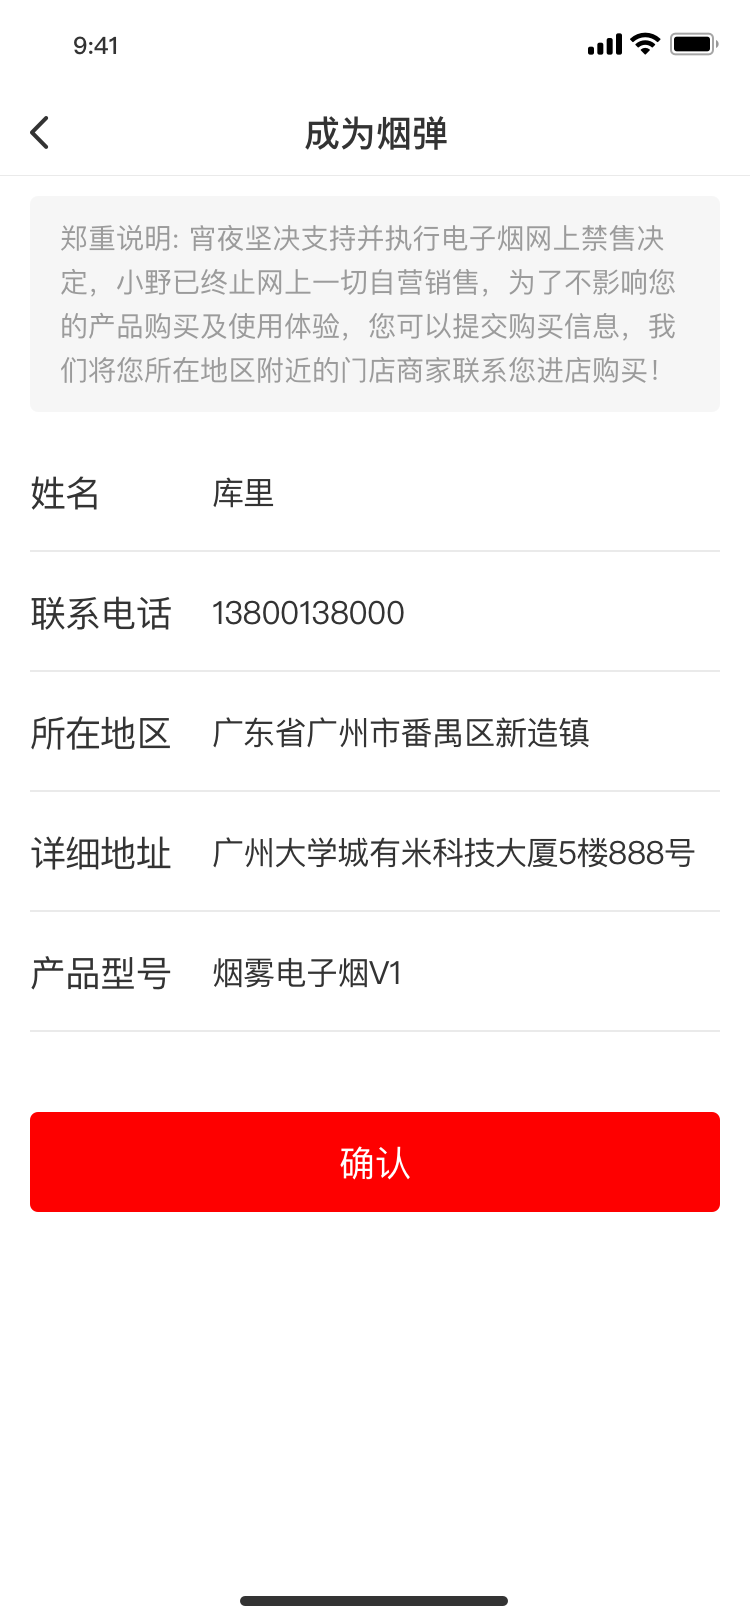 9:41
成为烟弹
郑重说明: 宵夜坚决支持并执行电子烟网上禁售决
定，小野已终止网上一切自营销售，为了不影响您
的产品购买及使用体验，您可以提交购买信息，我
们将您所在地区附近的门店商家联系您进店购买！
姓名 库里
联系电话 13800138000
所在地区 广东省广州市番禺区新造镇
详细地址 广州大学城有米科技大厦5楼888号
产品型号 烟雾电子烟V1
确认